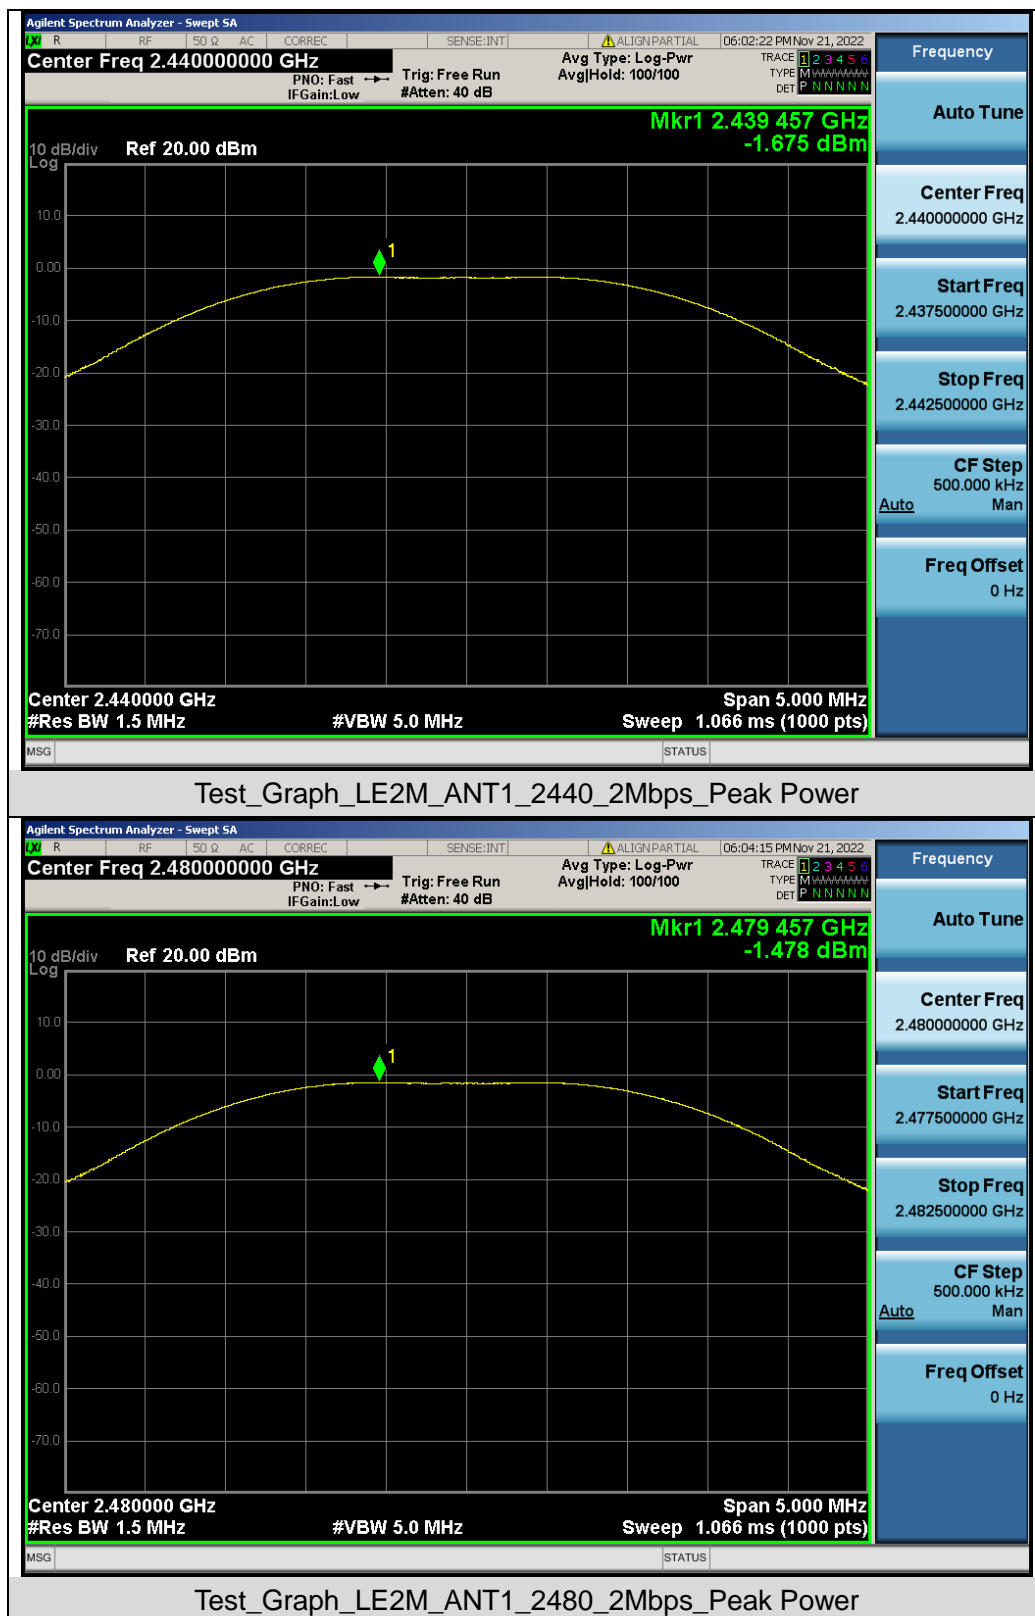 Agilent Spectrum Analyzer - Swept SA
LXI R RF 50 Ω AC CORREC SENSE:INT ALIGN PARTIAL 06:02:22 PM Nov 21, 2022
Center Freq 2.440000000 GHz
PNO: Fast
IFGain:Low
Trig: Free Run
#Atten: 40 dB
Avg Type: Log-Pwr
Avg|Hold: 100/100
TRACE 1 2 3 4 5 6
TYPE M WWWWW
DET P N N N N N
Frequency
Auto Tune
Center Freq
2.440000000 GHz
Start Freq
2.437500000 GHz
Stop Freq
2.442500000 GHz
CF Step
500.000 kHz
Auto Man
Freq Offset
0 Hz
Mkr1 2.439 457 GHz
-1.675 dBm
10 dB/div Ref 20.00 dBm
Log
10.0
0.00
-10.0
-20.0
-30.0
-40.0
-50.0
-60.0
-70.0
1
Center 2.440000 GHz Span 5.000 MHz
#Res BW 1.5 MHz #VBW 5.0 MHz Sweep 1.066 ms (1000 pts)
MSG STATUS
Test_Graph_LE2M_ANT1_2440_2Mbps_Peak Power
Agilent Spectrum Analyzer - Swept SA
LXI R RF 50 Ω AC CORREC SENSE:INT ALIGN PARTIAL 06:04:15 PM Nov 21, 2022
Center Freq 2.480000000 GHz
PNO: Fast
IFGain:Low
Trig: Free Run
#Atten: 40 dB
Avg Type: Log-Pwr
Avg|Hold: 100/100
TRACE 1 2 3 4 5 6
TYPE M WWWWW
DET P N N N N N
Frequency
Auto Tune
Center Freq
2.480000000 GHz
Start Freq
2.477500000 GHz
Stop Freq
2.482500000 GHz
CF Step
500.000 kHz
Auto Man
Freq Offset
0 Hz
Mkr1 2.479 457 GHz
-1.478 dBm
10 dB/div Ref 20.00 dBm
Log
10.0
0.00
-10.0
-20.0
-30.0
-40.0
-50.0
-60.0
-70.0
1
Center 2.480000 GHz Span 5.000 MHz
#Res BW 1.5 MHz #VBW 5.0 MHz Sweep 1.066 ms (1000 pts)
MSG STATUS
Test_Graph_LE2M_ANT1_2480_2Mbps_Peak Power